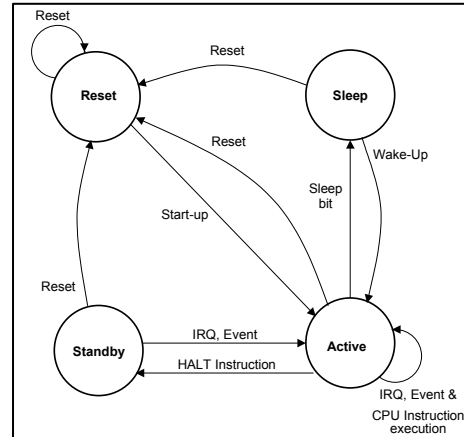 Reset
Reset
Reset
Sleep
Reset
Wake-Up
Sleep
bit
Start-up
Reset
Standby
IRQ, Event
HALT Instruction
Active
IRQ, Event &
CPU Instruction
execution